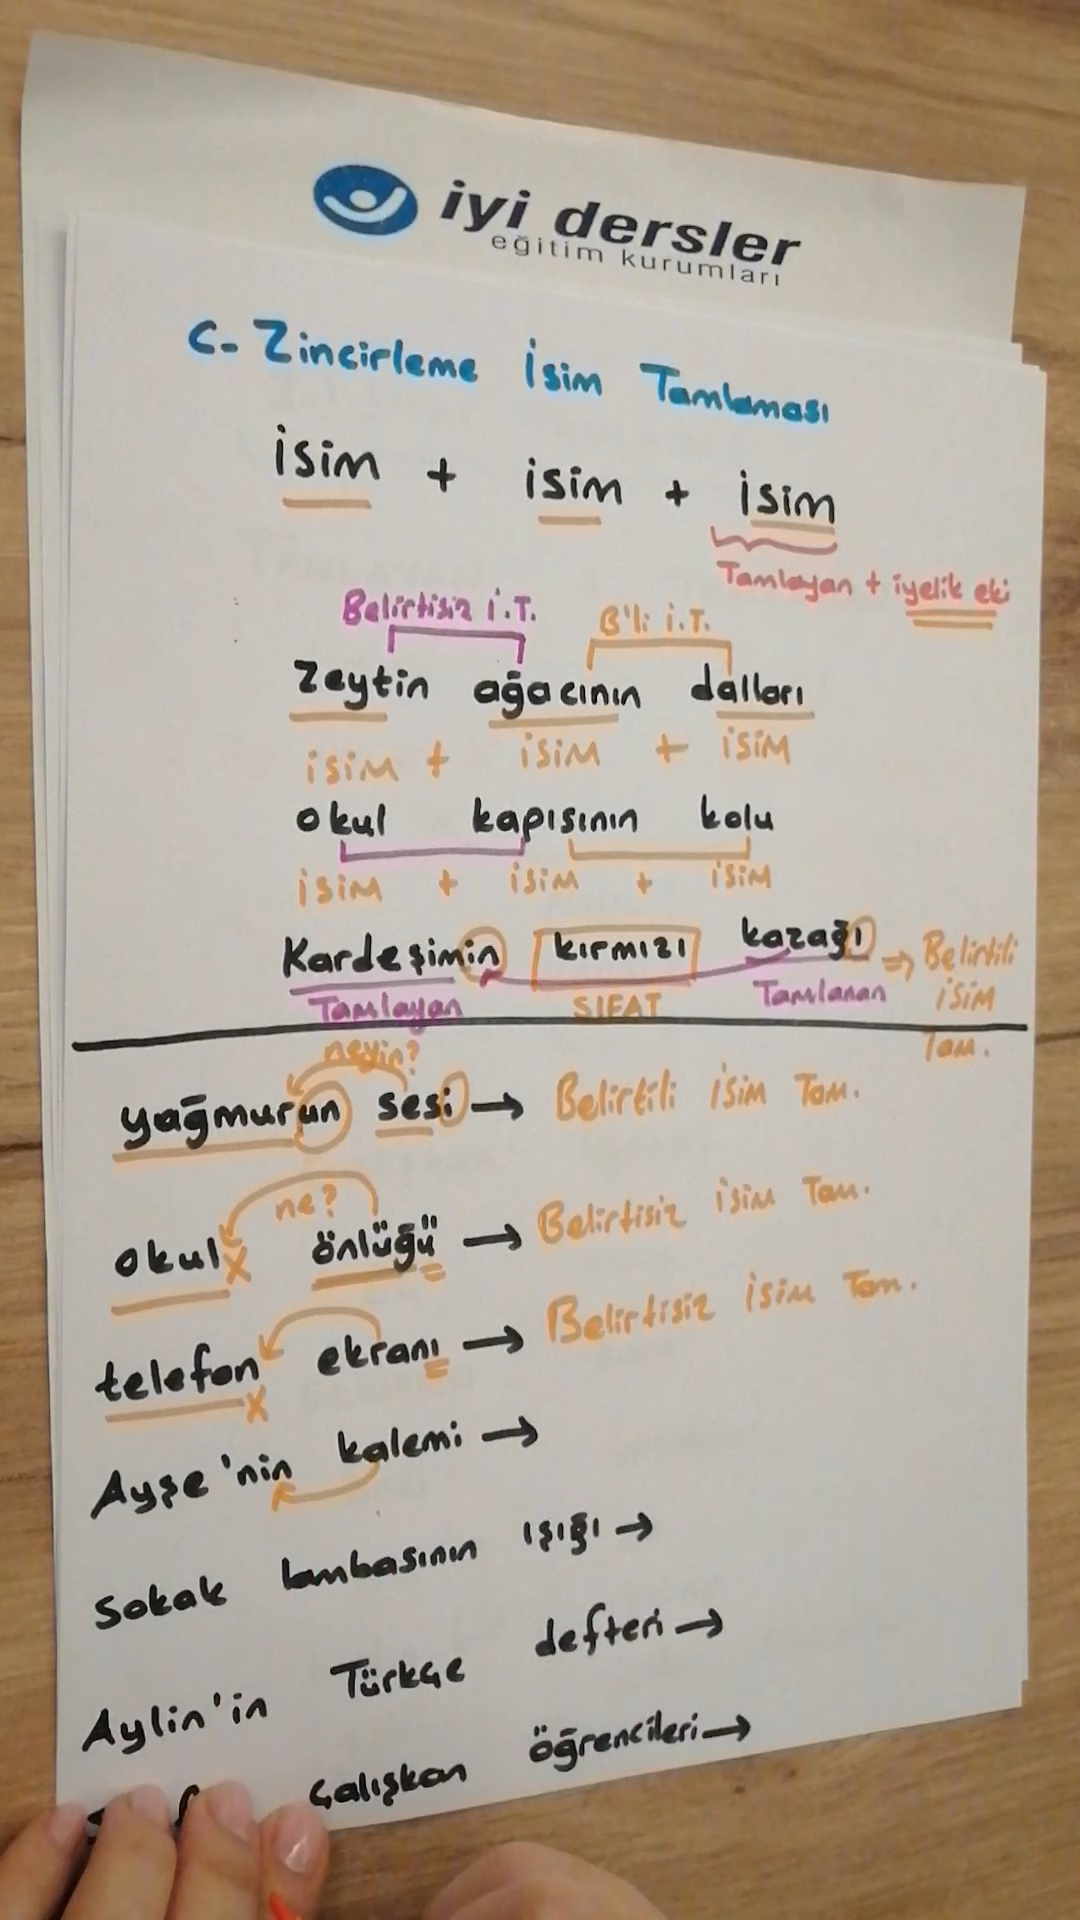 iyi dersler
eğitim kurumları
C- Zincirleme İsim Tamlaması
İsim + isim + isim
Tamlayan + iyelik eki
Belirtisiz i.T. B'li i.T.
Zeytin ağacının dalları
isim + isim + isim
okul kapısının kolu
isim + isim + isim
Kardeşimin kırmızı kazağı ⇒ Belirtili
Tamlayan SIFAT Tamlanan isim
Tam.
neyin?
yağmurun sesi → Belirtili isim Tam.
ne?
okul x önlüğü → Belirtisiz isim Tam.
telefon x ekranı → Belirtisiz isim Tam.
Ayşe'nin kalemi →
Sokak lambasının ışığı →
Aylin'in Türkçe defteri →
çalışkan öğrencileri →